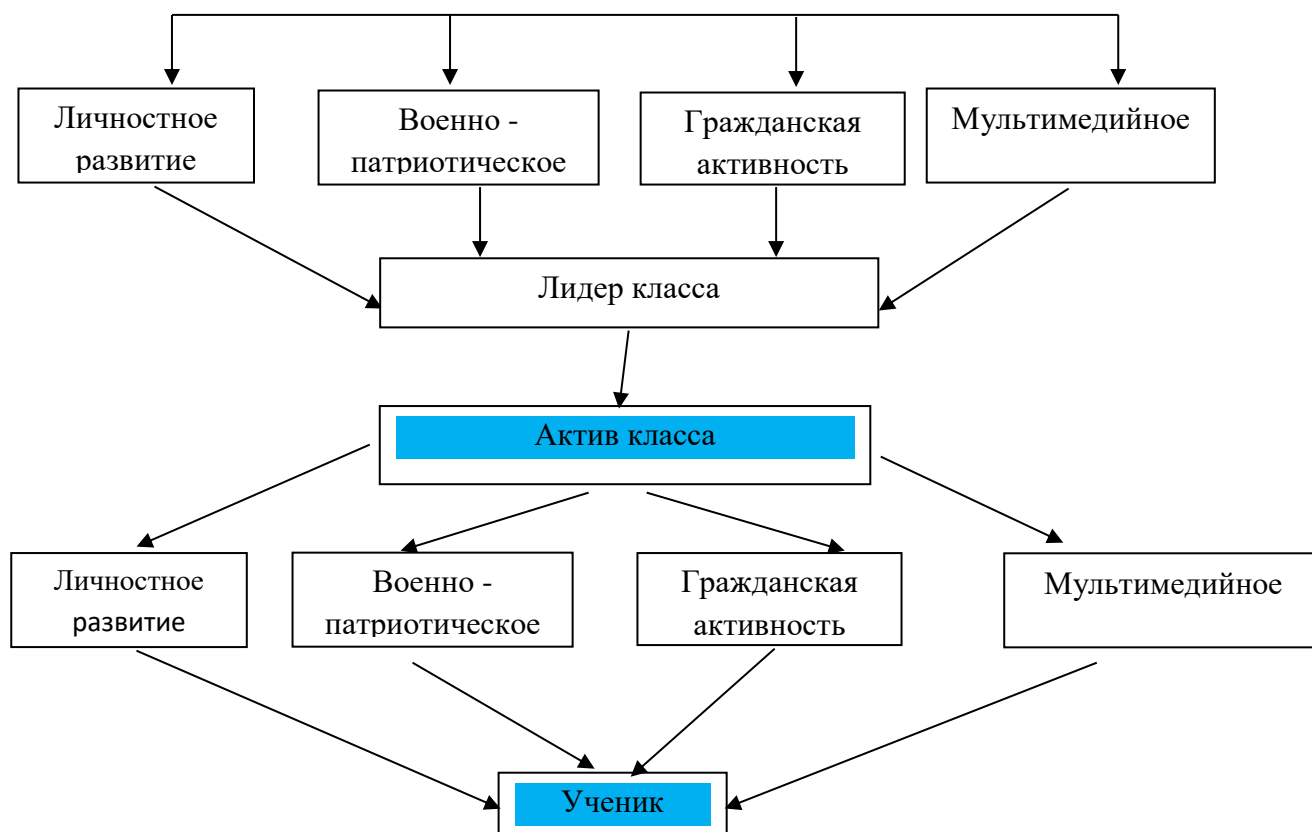 Личностное
развитие
Военно -
патриотическое
Гражданская
активность
Мультимедийное
Лидер класса
Актив класса
Личностное
развитие
Военно -
патриотическое
Гражданская
активность
Мультимедийное
Ученик